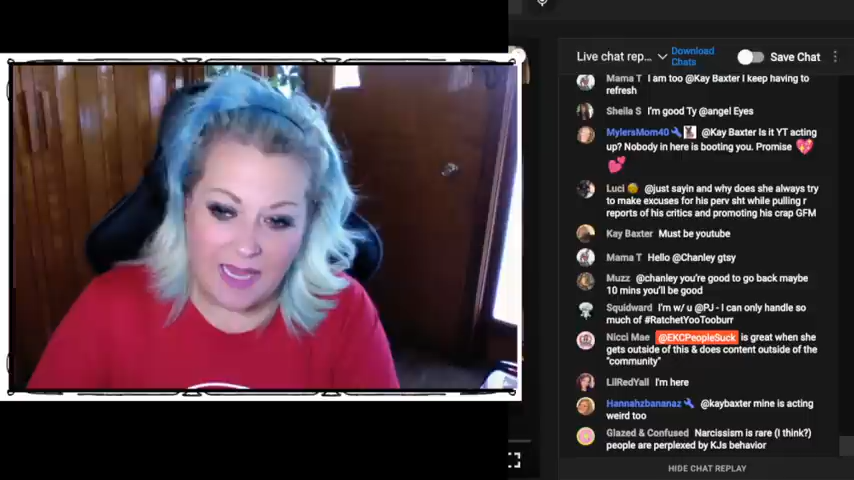 Live chat rep...
Download
Chats
Save Chat
Mama T I am too @Kay Baxter I keep having to
refresh
Sheila S I'm good Ty @angel Eyes
MylersMom40 @Kay Baxter Is it YT acting
up? Nobody in here is booting you. Promise
Luci @just sayin and why does she always try
to make excuses for his perv sht while pulling r
reports of his critics and promoting his crap GFM
Kay Baxter Must be youtube
Mama T Hello @Chanley gtsy
Muzz @chanley you're good to go back maybe
10 mins you'll be good
Squidward I'm w/ u @PJ - I can only handle so
much of #RatchetYooTooburr
Nicci Mae @EKCPeopleSuck is great when she
gets outside of this & does content outside of the
"community"
LilRedYall I'm here
Hannahzbananaz @kaybaxter mine is acting
weird too
Glazed & Confused Narcissism is rare (I think?)
people are perplexed by KJs behavior
HIDE CHAT REPLAY